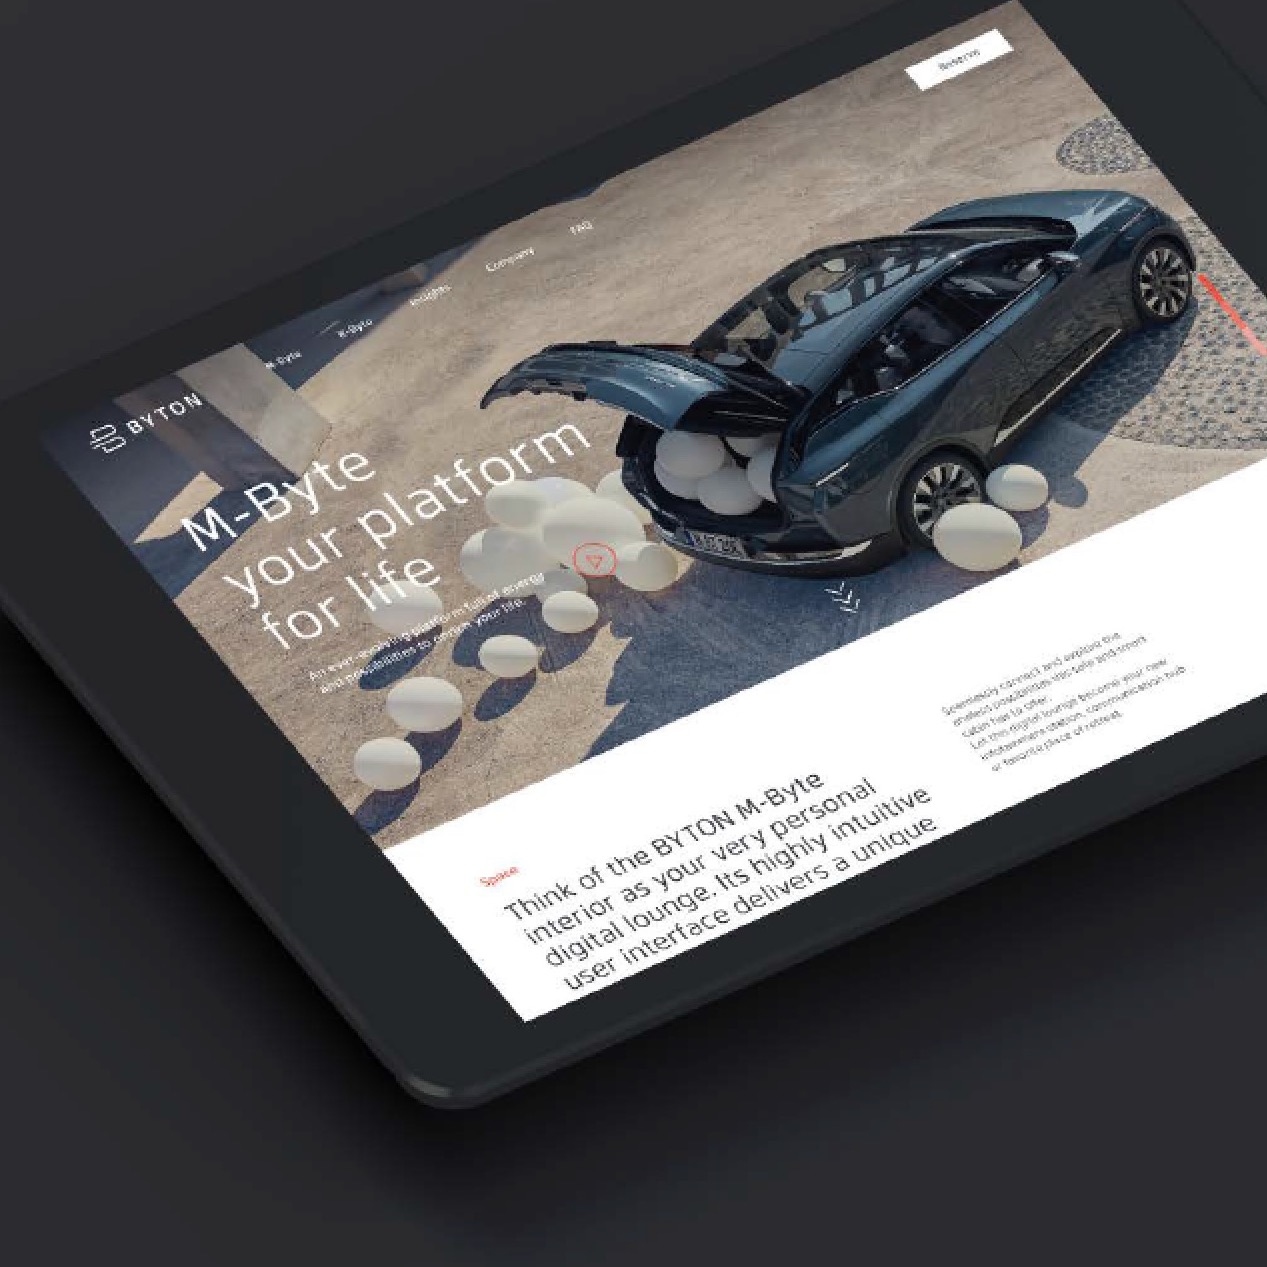 Reserve
BYTON
M-Byte
K-Byte
Insights
Company
FAQ
M-Byte
your platform
for life
An ever-evolving platform full of energy
and possibilities to enrich your life
Space
Think of the BYTON M-Byte
interior as your very personal
digital lounge. Its highly intuitive
user interface delivers a unique
Seamlessly connect and explore the
endless possibilities this safe and smart
cabin has to offer.
Let this digital lounge become your new
infotainment station, communication hub
or favorite place of retreat.